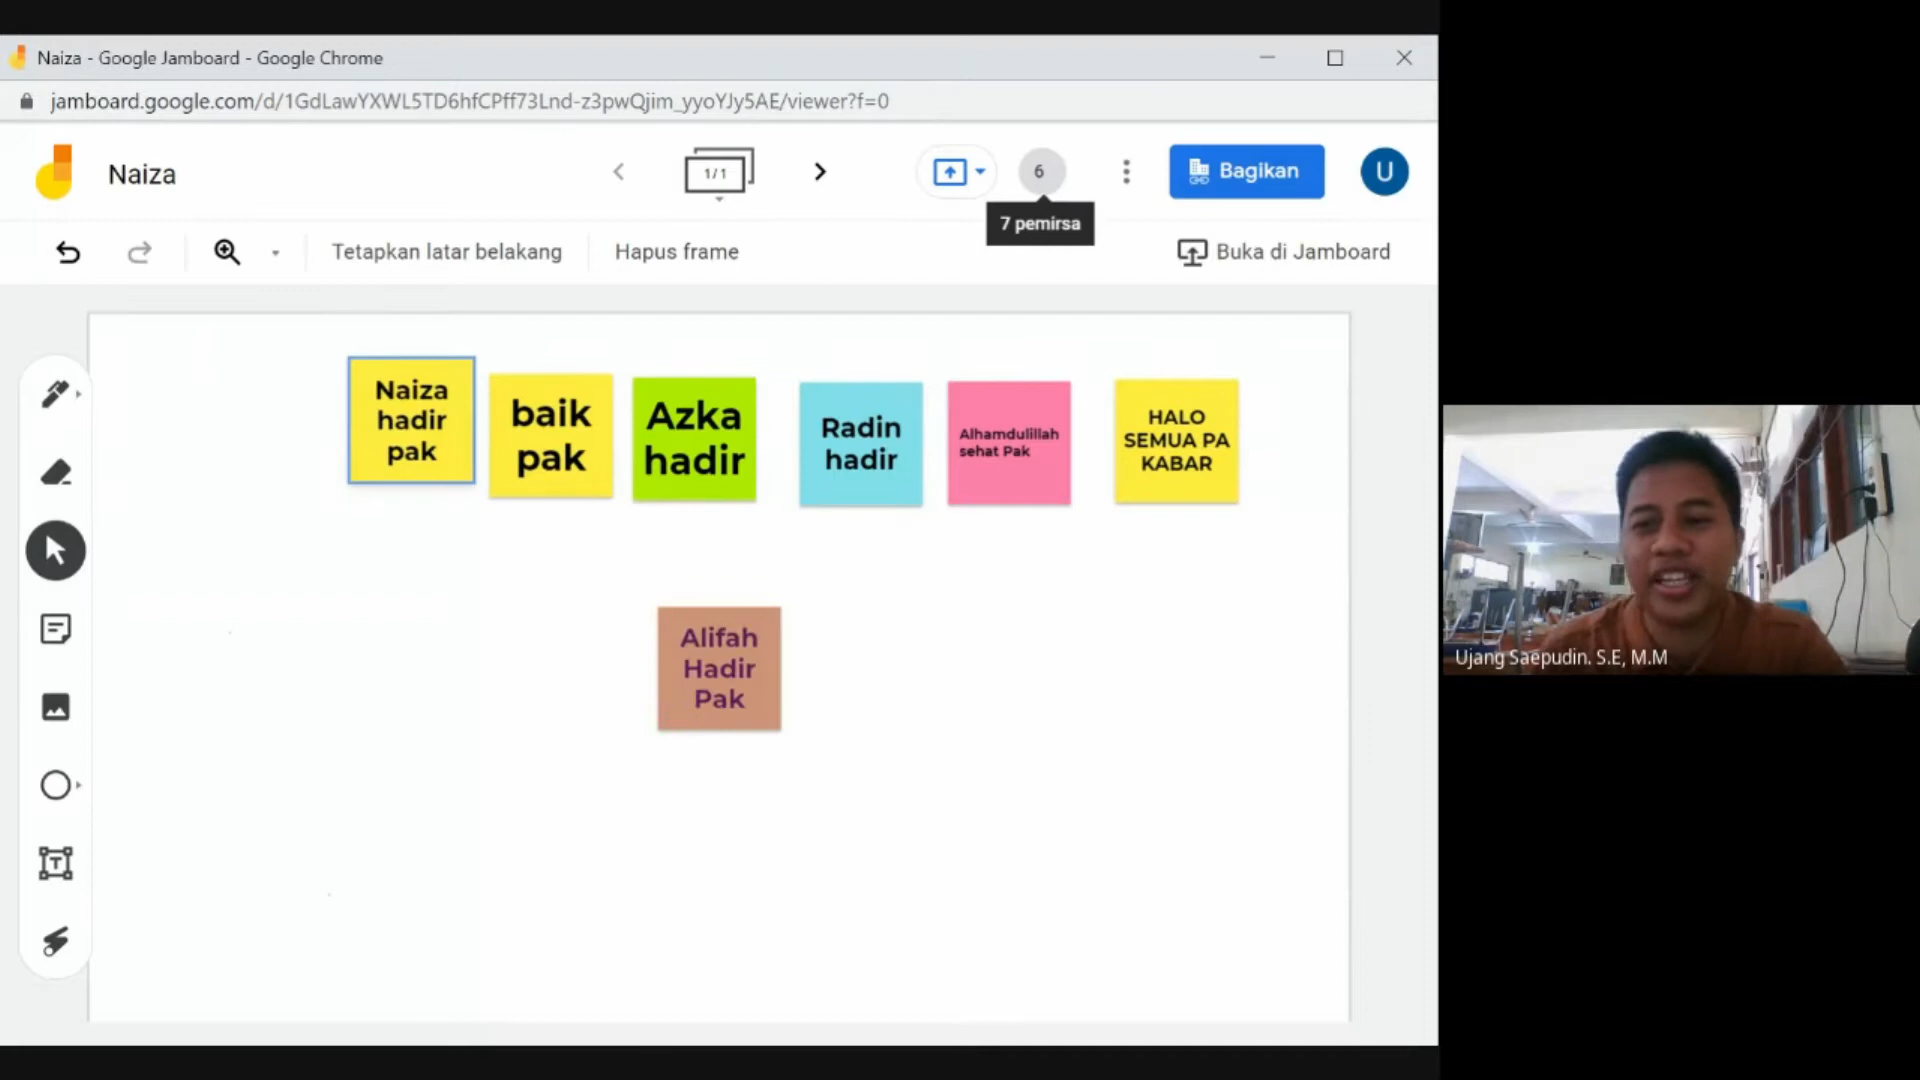 Naiza - Google Jamboard - Google Chrome
jamboard.google.com/d/1GdLawYXWL5TD6hfCPff73Lnd-z3pwQjim_yyoYJy5AE/viewer?f=0
Naiza
1/1
6
Bagikan
U
7 pemirsa
Tetapkan latar belakang
Hapus frame
Buka di Jamboard
Naiza
hadir
pak
baik
pak
Azka
hadir
Radin
hadir
Alhamdulillah
sehat Pak
HALO
SEMUA PA
KABAR
Alifah
Hadir
Pak
Ujang Saepudin. S.E, M.M